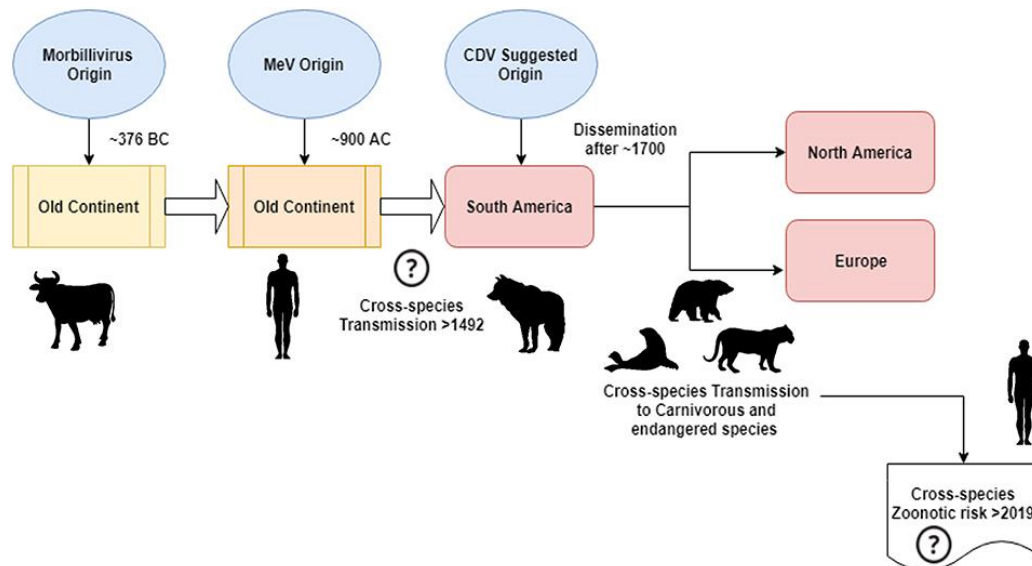 Morbillivirus
Origin
MeV Origin
CDV Suggested
Origin
~376 BC
~900 AC
Dissemination
after ~1700
North America
Old Continent
Old Continent
South America
Europe
?
Cross-species
Transmission >1492
Cross-species Transmission
to Carnivorous and
endangered species
Cross-species
Zoonotic risk >2019
?